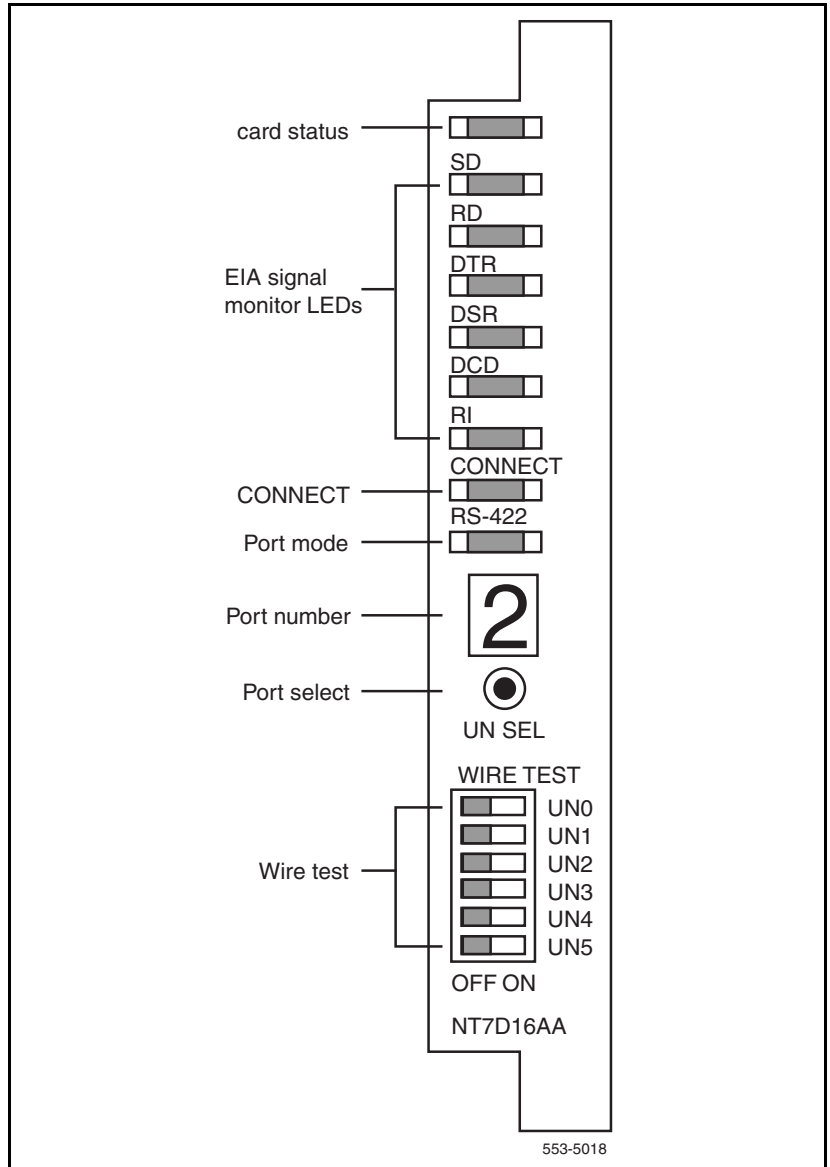 card status
SD
RD
DTR
EIA signal
monitor LEDs
DSR
DCD
RI
CONNECT
CONNECT
RS-422
Port mode
2
Port number
Port select
UN SEL
WIRE TEST
UN0
UN1
UN2
Wire test
UN3
UN4
UN5
OFF ON
NT7D16AA
553-5018